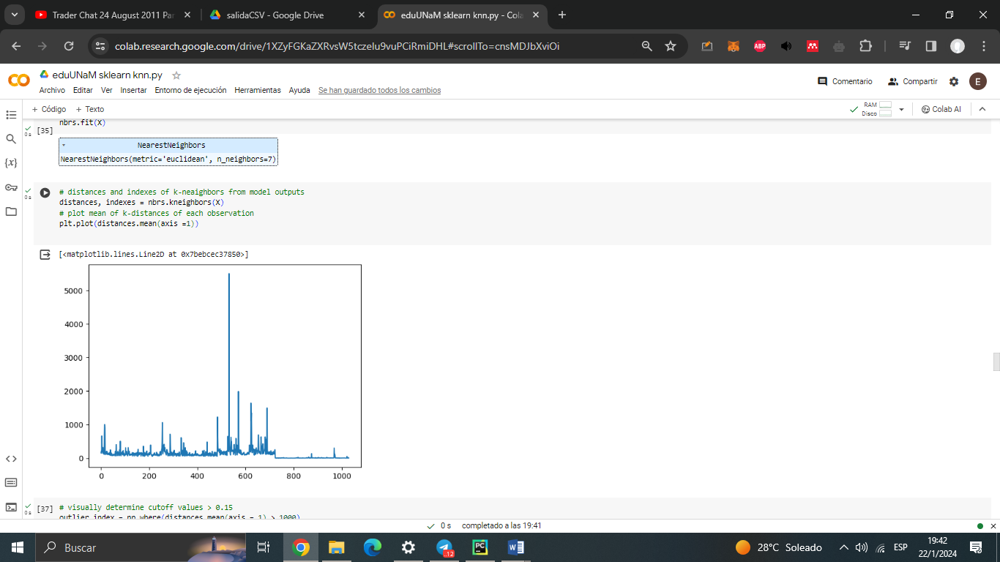 Trader Chat 24 August 2011 Par
salidaCSV - Google Drive
eduUNaM sklearn knn.py - Cola
colab.research.google.com/drive/1XZyFGKaZXRvsW5tczelu9vuPCiRmiDHL#scrollTo=cnsMDJbXviOi
ABP
eduUNaM sklearn knn.py
Archivo Editar Ver Insertar Entorno de ejecución Herramientas Ayuda Se han guardado todos los cambios
Comentario Compartir E
+ Código + Texto
RAM
Disco
Colab AI
0 s
[35]
nbrs.fit(X)
NearestNeighbors
NearestNeighbors(metric='euclidean', n_neighbors=7)
0 s
# distances and indexes of k-neaighbors from model outputs
distances, indexes = nbrs.kneighbors(X)
# plot mean of k-distances of each observation
plt.plot(distances.mean(axis =1))
[<matplotlib.lines.Line2D at 0x7bebcec37850>]
5000
4000
3000
2000
1000
0
0 200 400 600 800 1000
0 s
[37]
# visually determine cutoff values > 0.15
outlier_index = np.where(distances.mean(axis = 1) > 1000)
0 s completado a las 19:41
Buscar
12
PC
W
28°C Soleado
ESP
19:42
22/1/2024